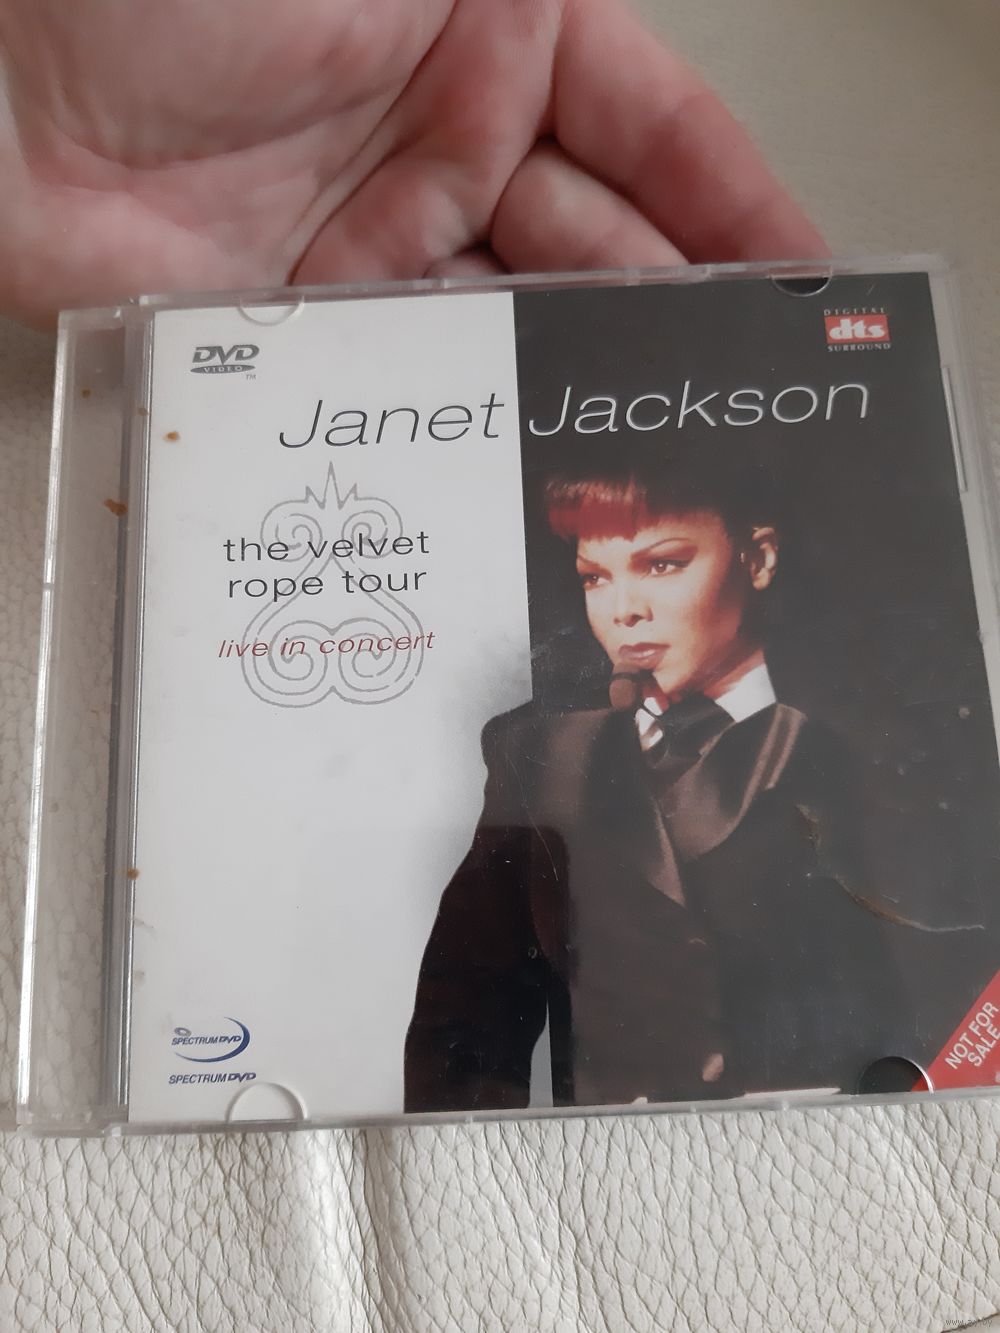 DVD
VIDEO
TM
DIGITAL
dts
SURROUND
Janet Jackson
the velvet
rope tour
live in concert
SPECTRUM DVD
SPECTRUM DVD
NOT FOR
SALE